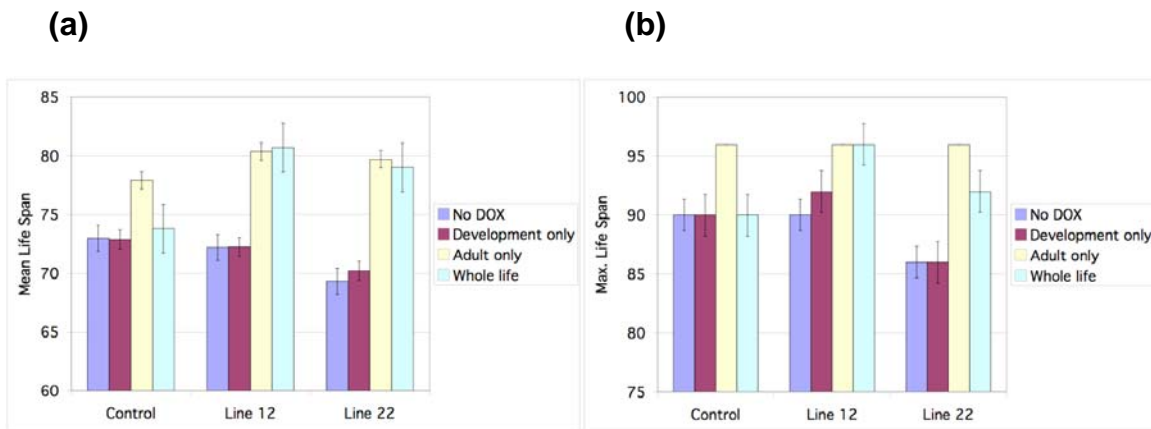 (a)
Mean Life Span
85
80
75
70
65
60
Control Line 12 Line 22
No DOX
Development only
Adult only
Whole life
(b)
Max. Life Span
100
95
90
85
80
75
Control Line 12 Line 22
No DOX
Development only
Adult only
Whole life